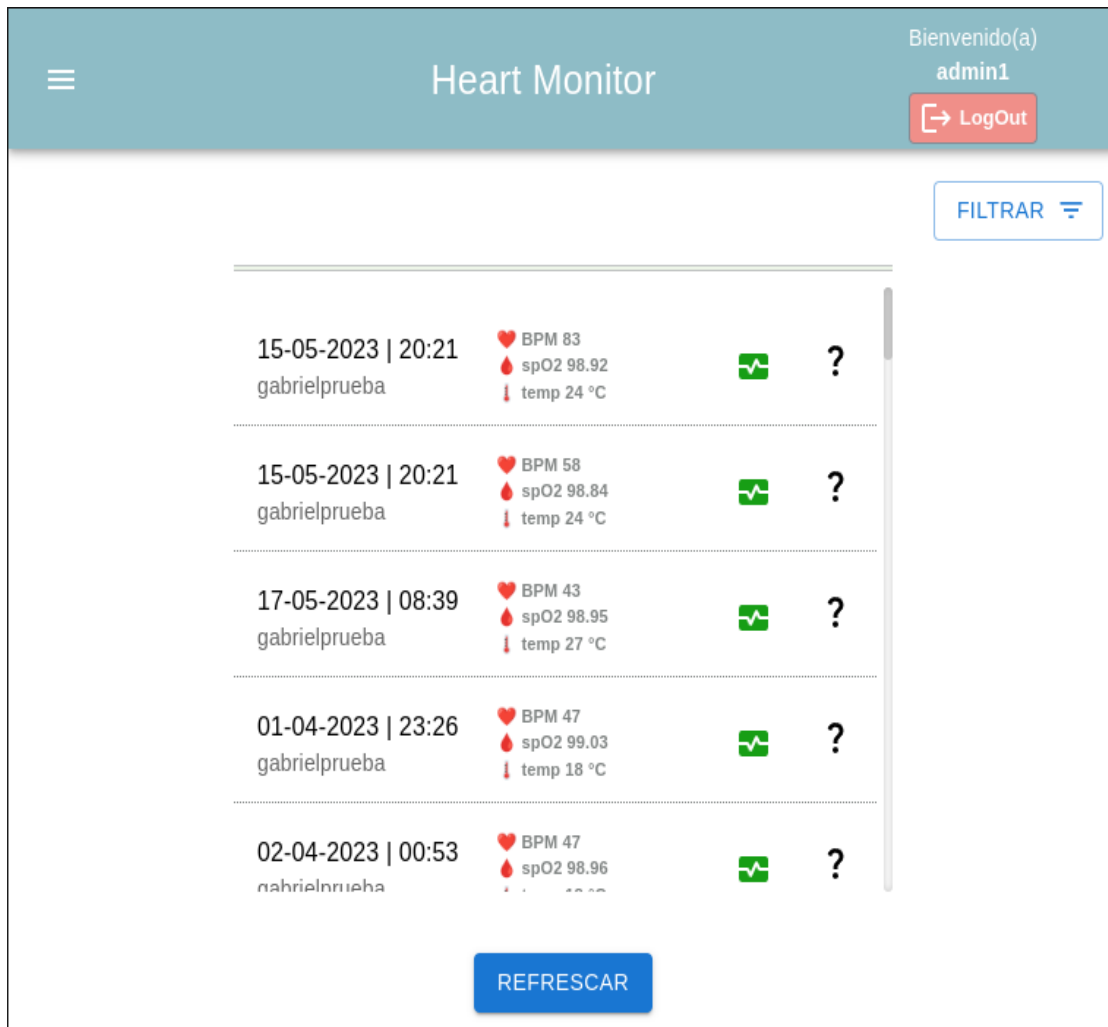 Heart Monitor
Bienvenido(a)
admin1
LogOut
FILTRAR
15-05-2023 | 20:21
gabrielprueba
BPM 83
spO2 98.92
temp 24 °C
?
15-05-2023 | 20:21
gabrielprueba
BPM 58
spO2 98.84
temp 24 °C
?
17-05-2023 | 08:39
gabrielprueba
BPM 43
spO2 98.95
temp 27 °C
?
01-04-2023 | 23:26
gabrielprueba
BPM 47
spO2 99.03
temp 18 °C
?
02-04-2023 | 00:53
gabrielprueba
BPM 47
spO2 98.96
?
REFRESCAR